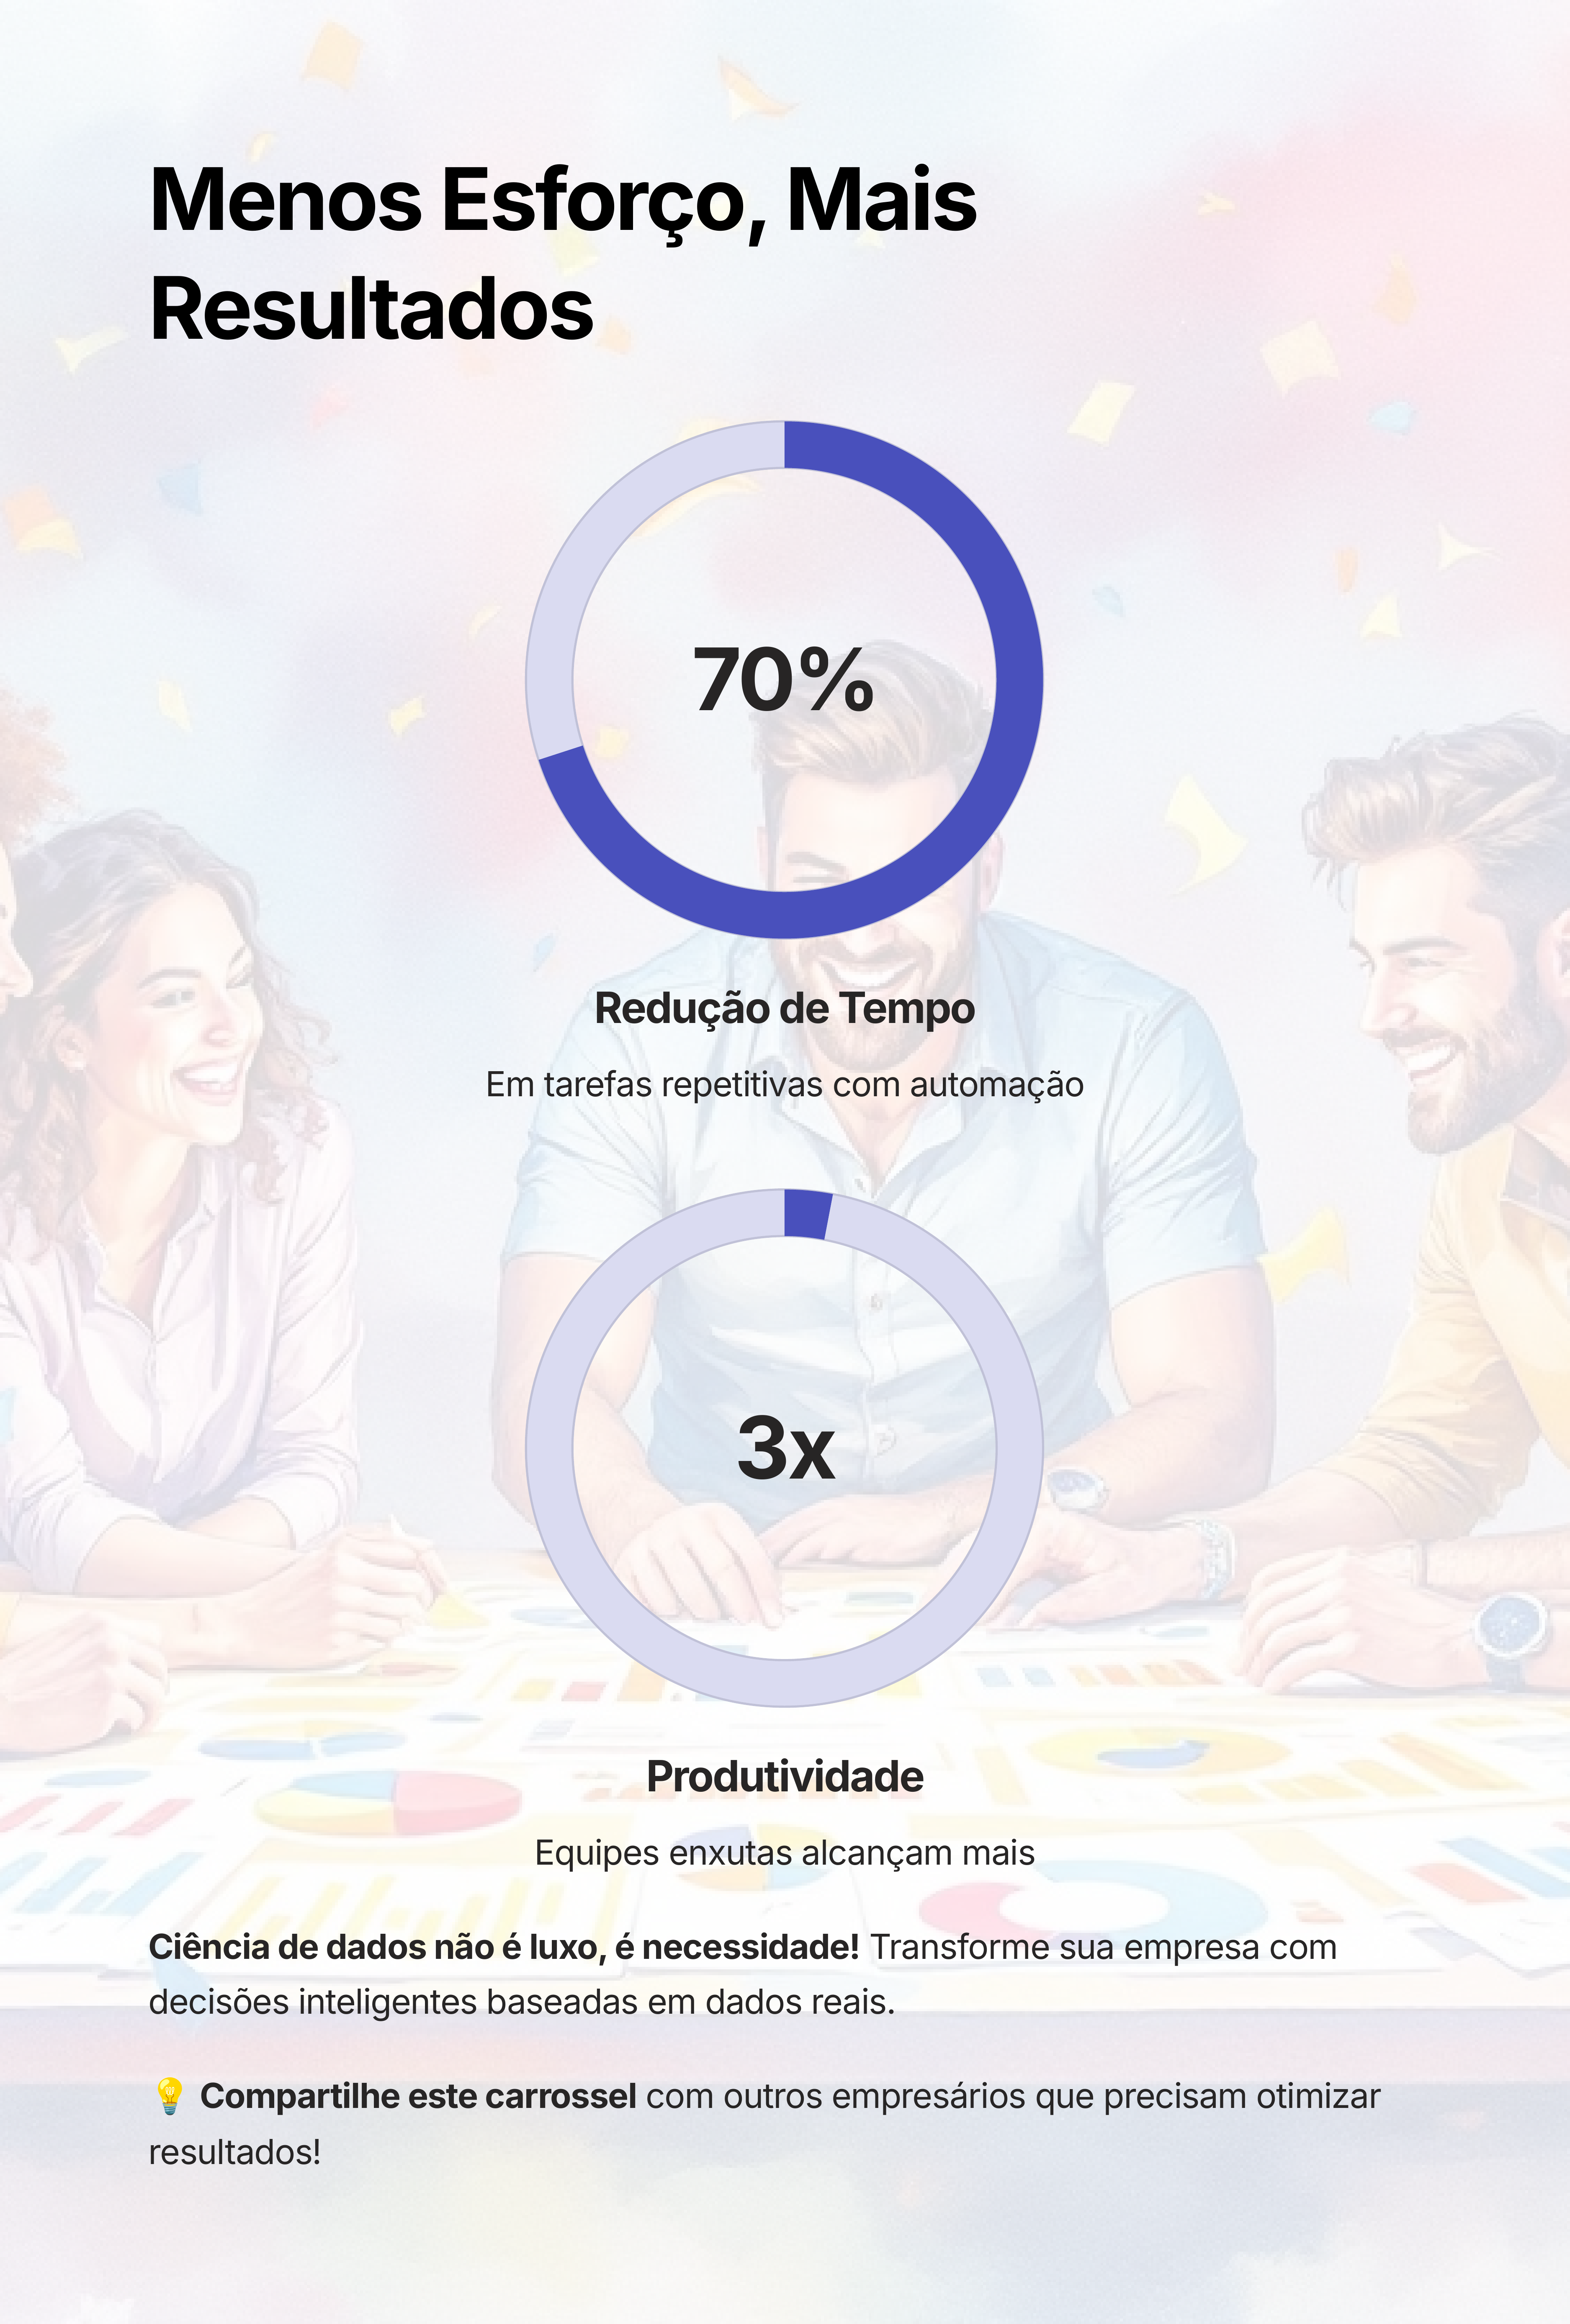 Menos Esforço, Mais
Resultados
70%
Redução de Tempo
Em tarefas repetitivas com automação
3x
Produtividade
Equipes enxutas alcançam mais
Ciência de dados não é luxo, é necessidade! Transforme sua empresa com
decisões inteligentes baseadas em dados reais.
💡 Compartilhe este carrossel com outros empresários que precisam otimizar
resultados!